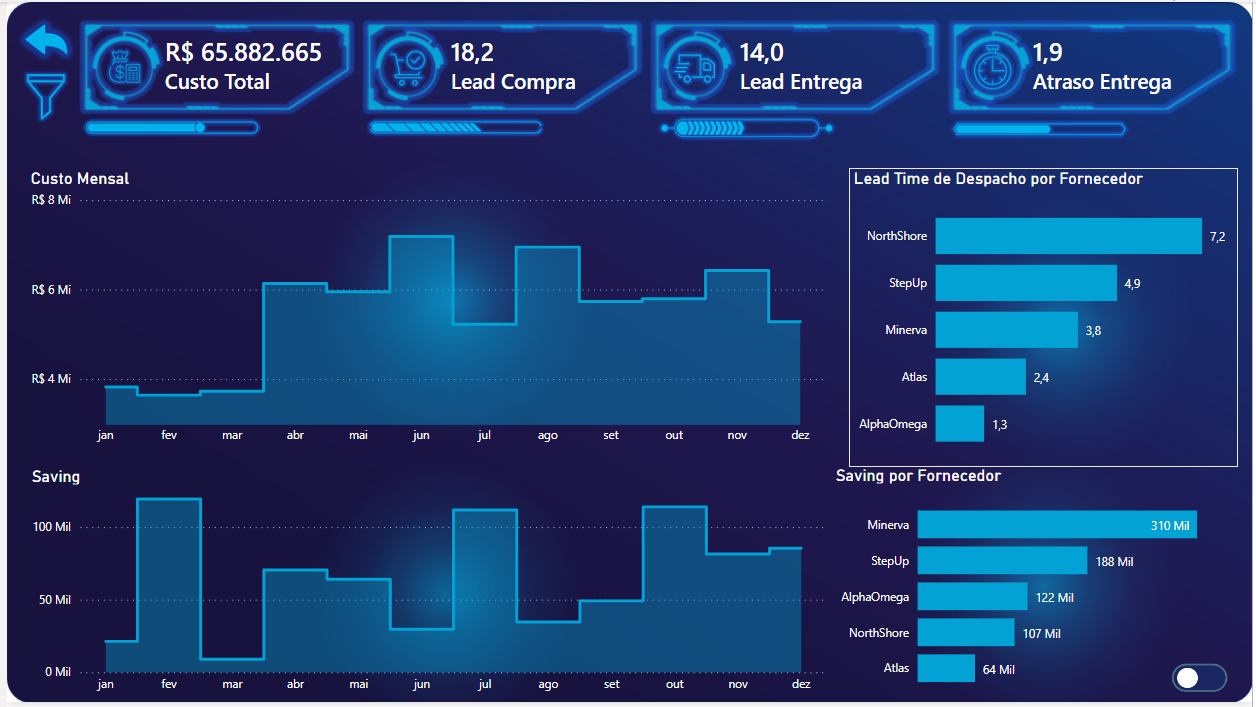 R$ 65.882.665
Custo Total
18,2
Lead Compra
14,0
Lead Entrega
1,9
Atraso Entrega
Custo Mensal
R$ 8 Mi
R$ 6 Mi
R$ 4 Mi
jan fev mar abr mai jun jul ago set out nov dez
Lead Time de Despacho por Fornecedor
NorthShore 7,2
StepUp 4,9
Minerva 3,8
Atlas 2,4
AlphaOmega 1,3
Saving
100 Mil
50 Mil
0 Mil
jan fev mar abr mai jun jul ago set out nov dez
Saving por Fornecedor
Minerva 310 Mil
StepUp 188 Mil
AlphaOmega 122 Mil
NorthShore 107 Mil
Atlas 64 Mil